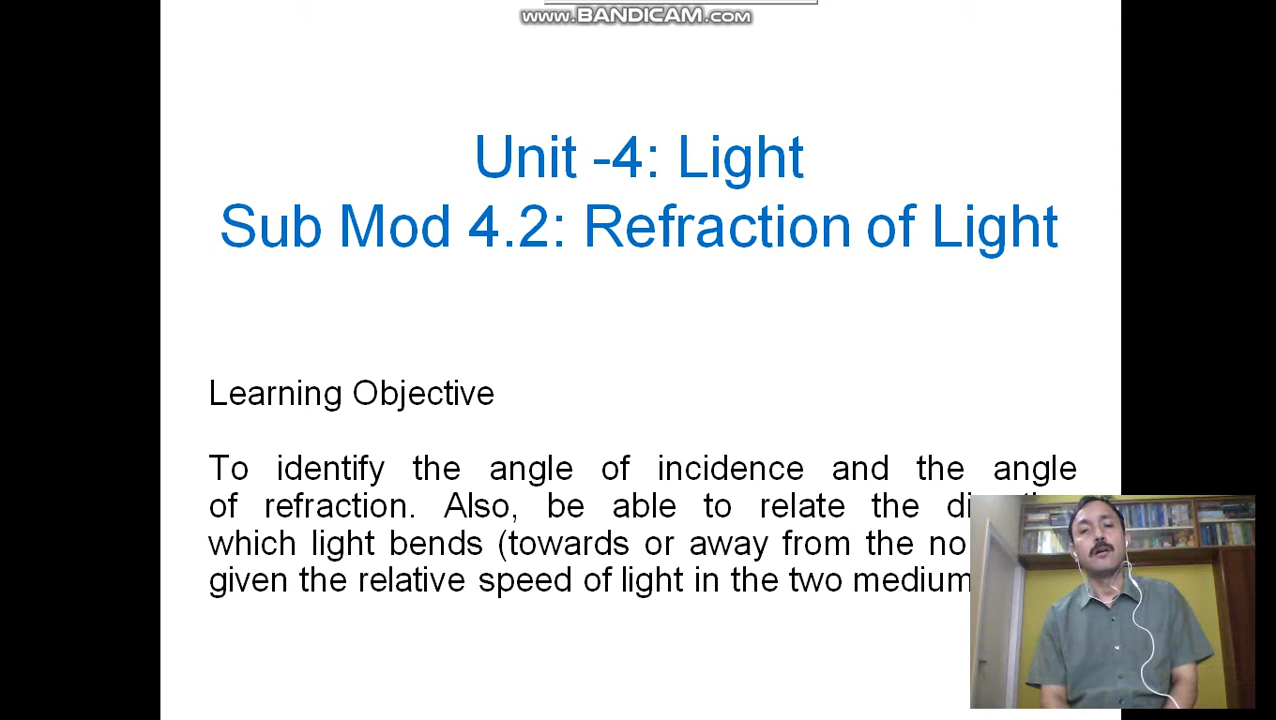 www.BANDICAM.com
Unit -4: Light
Sub Mod 4.2: Refraction of Light
Learning Objective
To identify the angle of incidence and the angle
of refraction. Also, be able to relate the
which light bends (towards or away from the
given the relative speed of light in the two medium